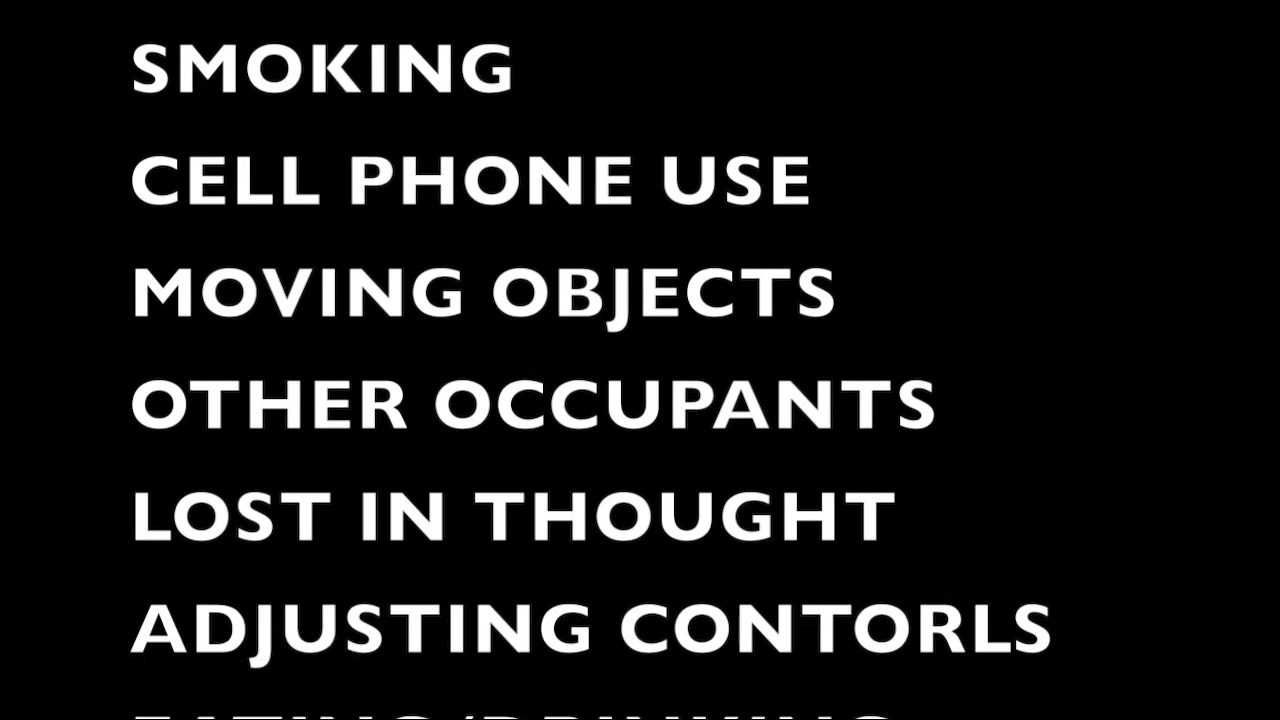 SMOKING
CELL PHONE USE
MOVING OBJECTS
OTHER OCCUPANTS
LOST IN THOUGHT
ADJUSTING CONTORLS